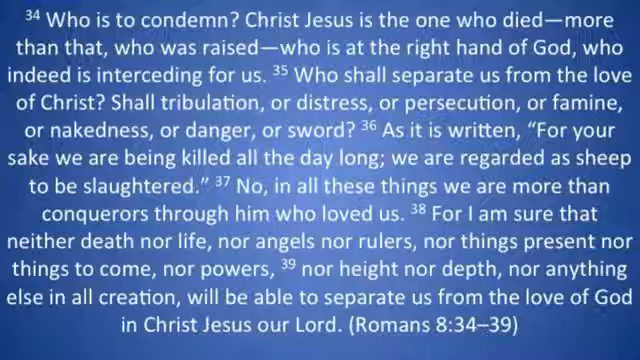 34 Who is to condemn? Christ Jesus is the one who died—more
than that, who was raised—who is at the right hand of God, who
indeed is interceding for us. 35 Who shall separate us from the love
of Christ? Shall tribulation, or distress, or persecution, or famine,
or nakedness, or danger, or sword? 36 As it is written, “For your
sake we are being killed all the day long; we are regarded as sheep
to be slaughtered.” 37 No, in all these things we are more than
conquerors through him who loved us. 38 For I am sure that
neither death nor life, nor angels nor rulers, nor things present nor
things to come, nor powers, 39 nor height nor depth, nor anything
else in all creation, will be able to separate us from the love of God
in Christ Jesus our Lord. (Romans 8:34–39)